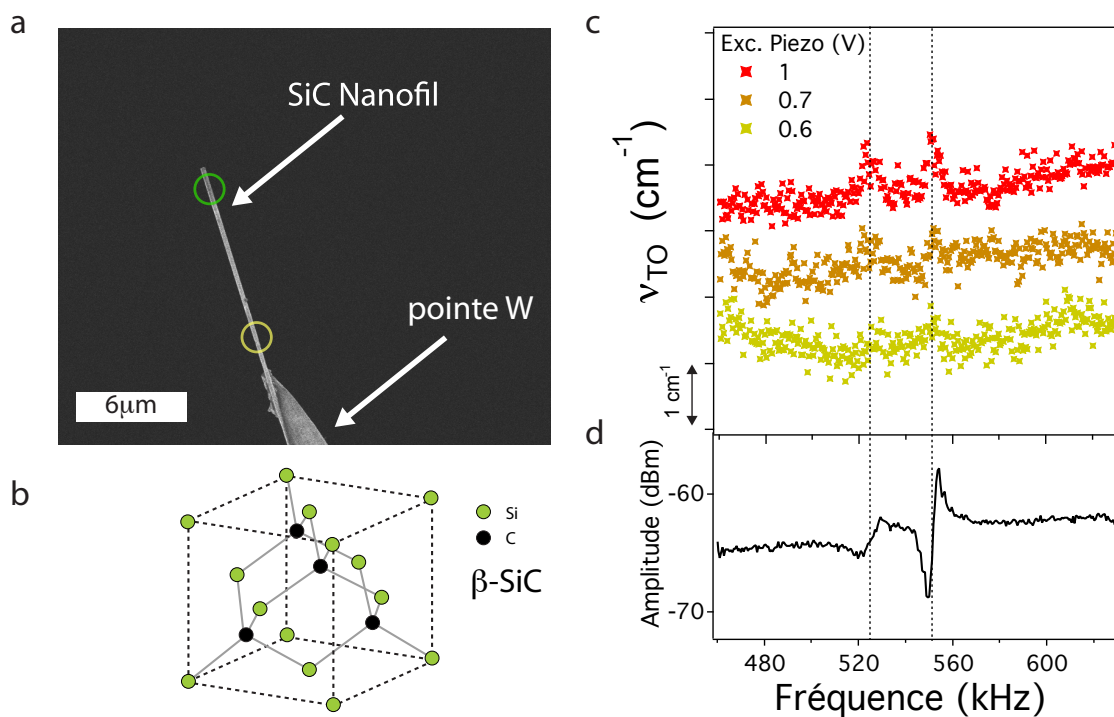 a
SiC Nanofil
pointe W
6μm
b
Si
C
β-SiC
c
Exc. Piezo (V)
1
0.7
0.6
νTO (cm-1)
1 cm-1
d
Amplitude (dBm)
-60
-70
480
520
560
600
Fréquence (kHz)